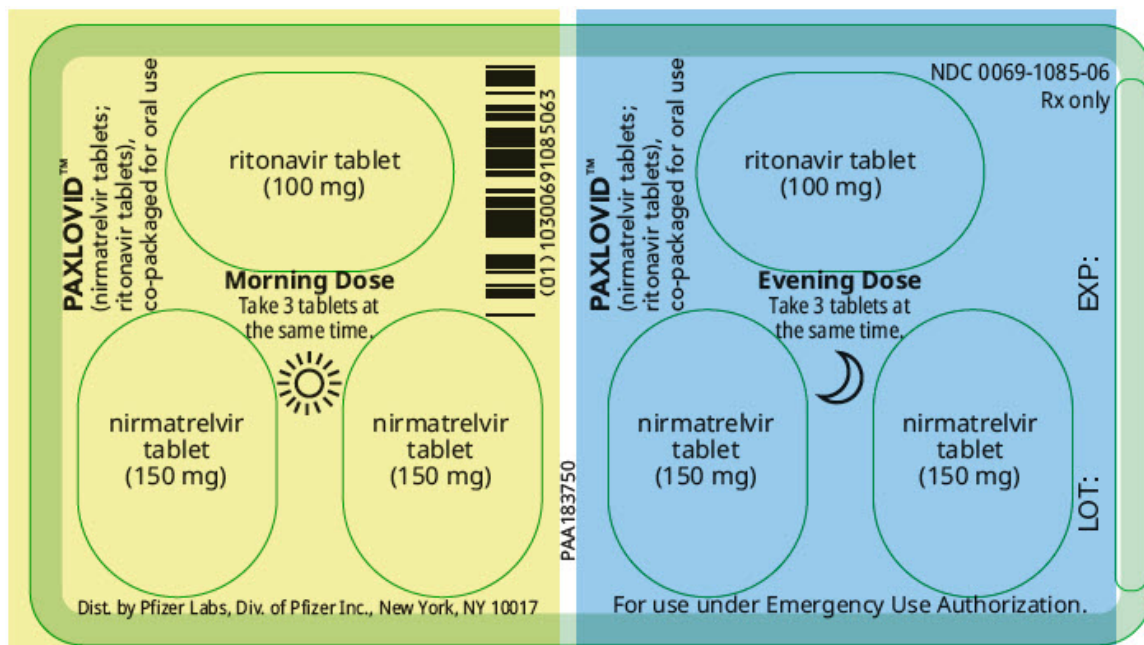 PAXLOVID™
(nirmatrelvir tablets;
ritonavir tablets),
co-packaged for oral use
ritonavir tablet
(100 mg)
(01)10300691085063
Morning Dose
Take 3 tablets at
the same time.
nirmatrelvir
tablet
(150 mg)
nirmatrelvir
tablet
(150 mg)
Dist. by Pfizer Labs, Div. of Pfizer Inc., New York, NY 10017
PAA183750
PAXLOVID™
(nirmatrelvir tablets;
ritonavir tablets),
co-packaged for oral use
ritonavir tablet
(100 mg)
NDC 0069-1085-06
Rx only
Evening Dose
Take 3 tablets at
the same time.
nirmatrelvir
tablet
(150 mg)
nirmatrelvir
tablet
(150 mg)
EXP:
LOT:
For use under Emergency Use Authorization.